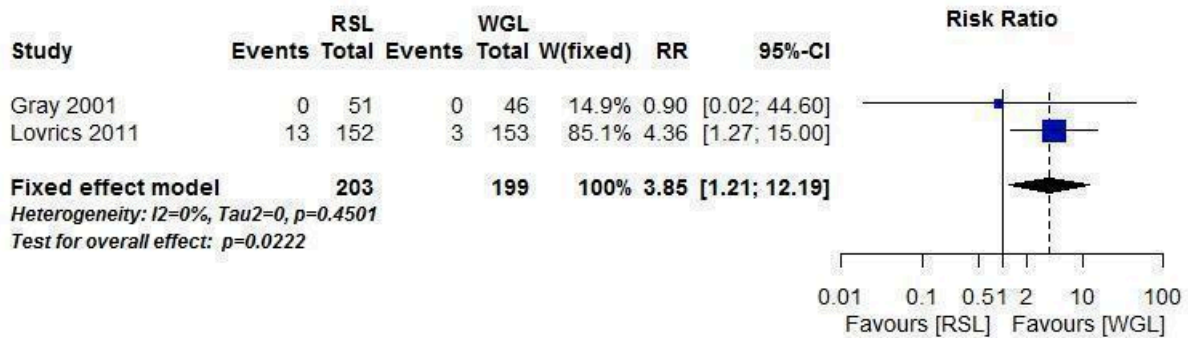 RSL WGL Risk Ratio
Study Events Total Events Total W(fixed) RR 95%-CI
Gray 2001 0 51 0 46 14.9% 0.90 [0.02; 44.60]
Lovrics 2011 13 152 3 153 85.1% 4.36 [1.27; 15.00]
Fixed effect model 203 199 100% 3.85 [1.21; 12.19]
Heterogeneity: I2=0%, Tau2=0, p=0.4501
Test for overall effect: p=0.0222
0.01 0.1 0.51 2 10 100
Favours [RSL] Favours [WGL]